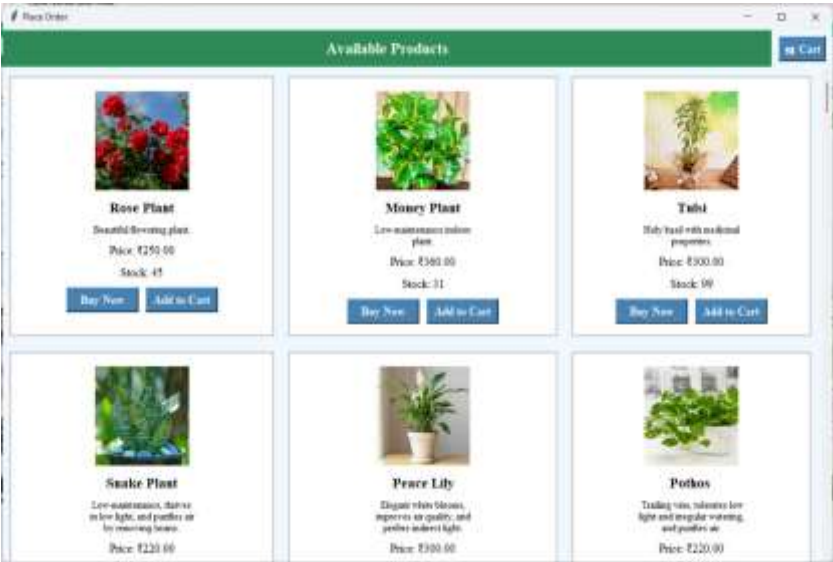 Place Order
Available Products
Cart
Rose Plant
Beautiful flowering plant.
Price: ₹250.00
Stock: 45
Buy Now
Add to Cart
Money Plant
Low-maintenance indoor
plant.
Price: ₹360.00
Stock: 31
Buy Now
Add to Cart
Tulsi
Holy basil with medicinal
properties.
Price: ₹300.00
Stock: 99
Buy Now
Add to Cart
Snake Plant
Low-maintenance, thrives
in low light, and purifies air
by removing toxins.
Price: ₹220.00
Peace Lily
Elegant white blooms,
improves air quality, and
prefers indirect light.
Price: ₹300.00
Pothos
Trailing vine, tolerates low
light and irregular watering,
and purifies air.
Price: ₹220.00